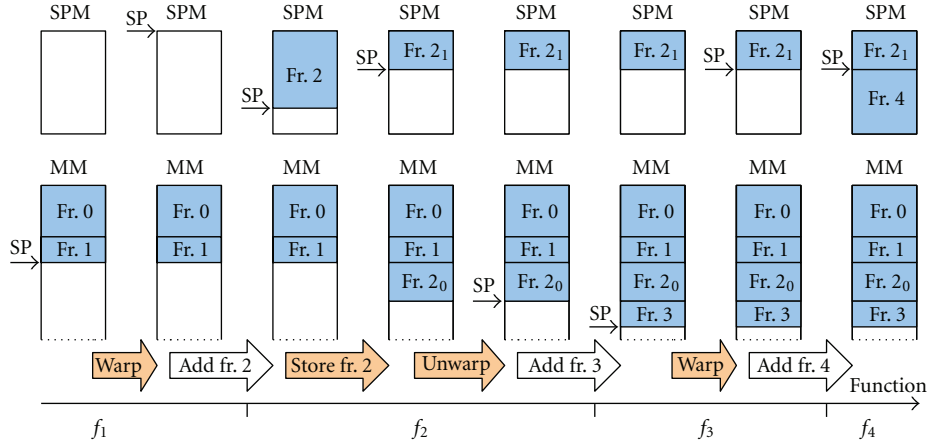 SPM SPM SPM SPM SPM SPM SPM SPM
SP
Fr. 2
SP
SP
Fr. 2₁
Fr. 2₁
Fr. 2₁
SP
Fr. 2₁
SP
Fr. 2₁
Fr. 4
MM MM MM MM MM MM MM MM
Fr. 0 Fr. 0 Fr. 0 Fr. 0 Fr. 0 Fr. 0 Fr. 0 Fr. 0
SP Fr. 1 Fr. 1 Fr. 1 Fr. 1 Fr. 1 Fr. 1 Fr. 1 Fr. 1
Fr. 2₀ SP Fr. 2₀ Fr. 2₀ Fr. 2₀ Fr. 2₀
SP Fr. 3 Fr. 3 Fr. 3
Warp Add fr. 2 Store fr. 2 Unwarp Add fr. 3 Warp Add fr. 4
Function
f₁ f₂ f₃ f₄